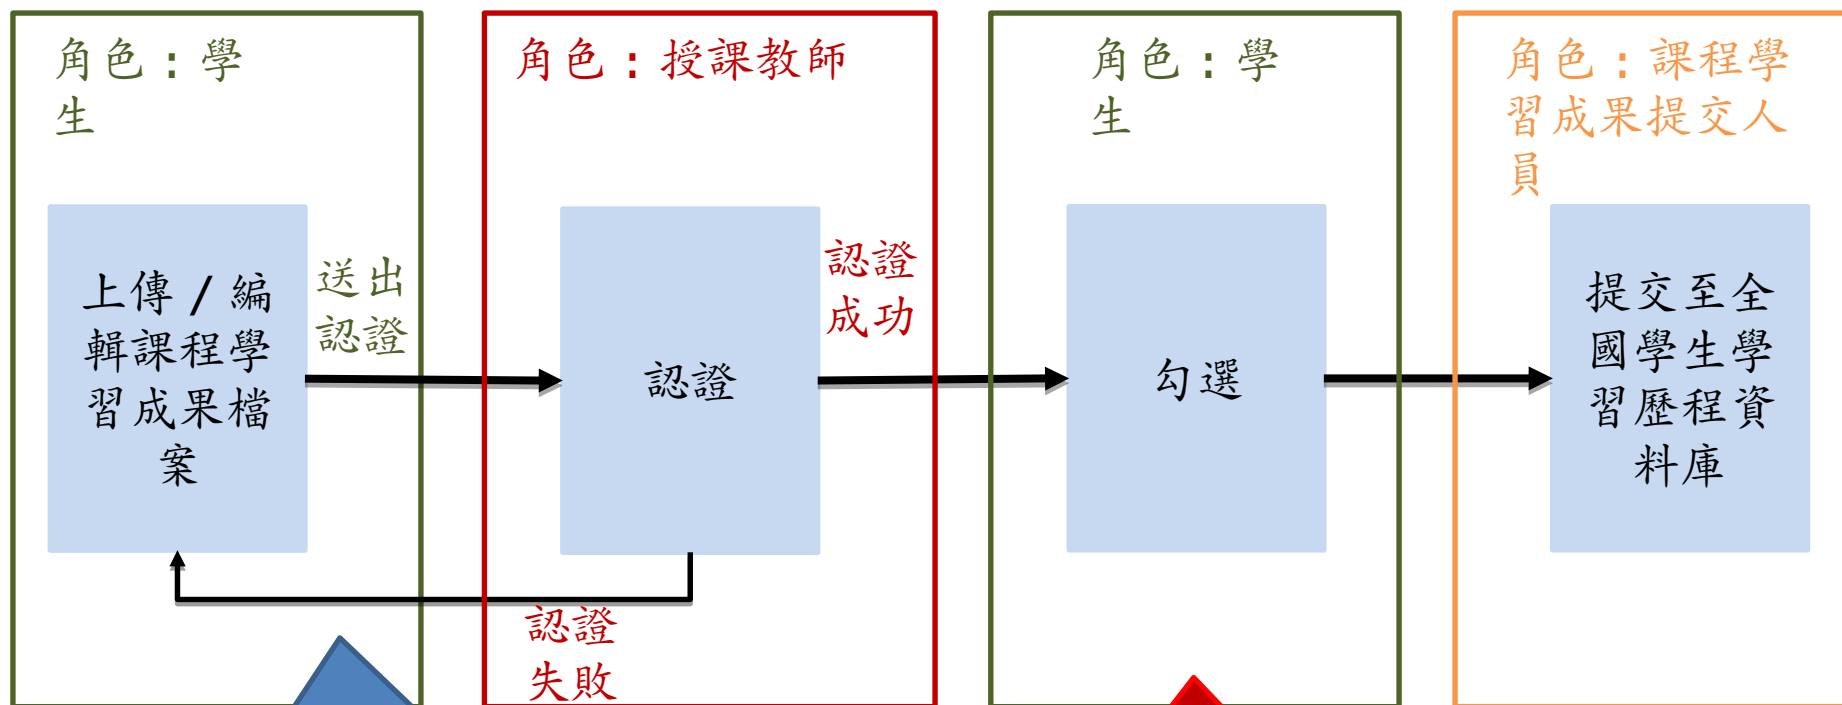 角色：學
生
上傳/編
輯課程學
習成果檔
案
送出
認證
角色：授課教師
認證
認證
成功
認證
失敗
角色：學
生
勾選
角色：課程學
習成果提交人
員
提交至全
國學生學
習歷程資
料庫